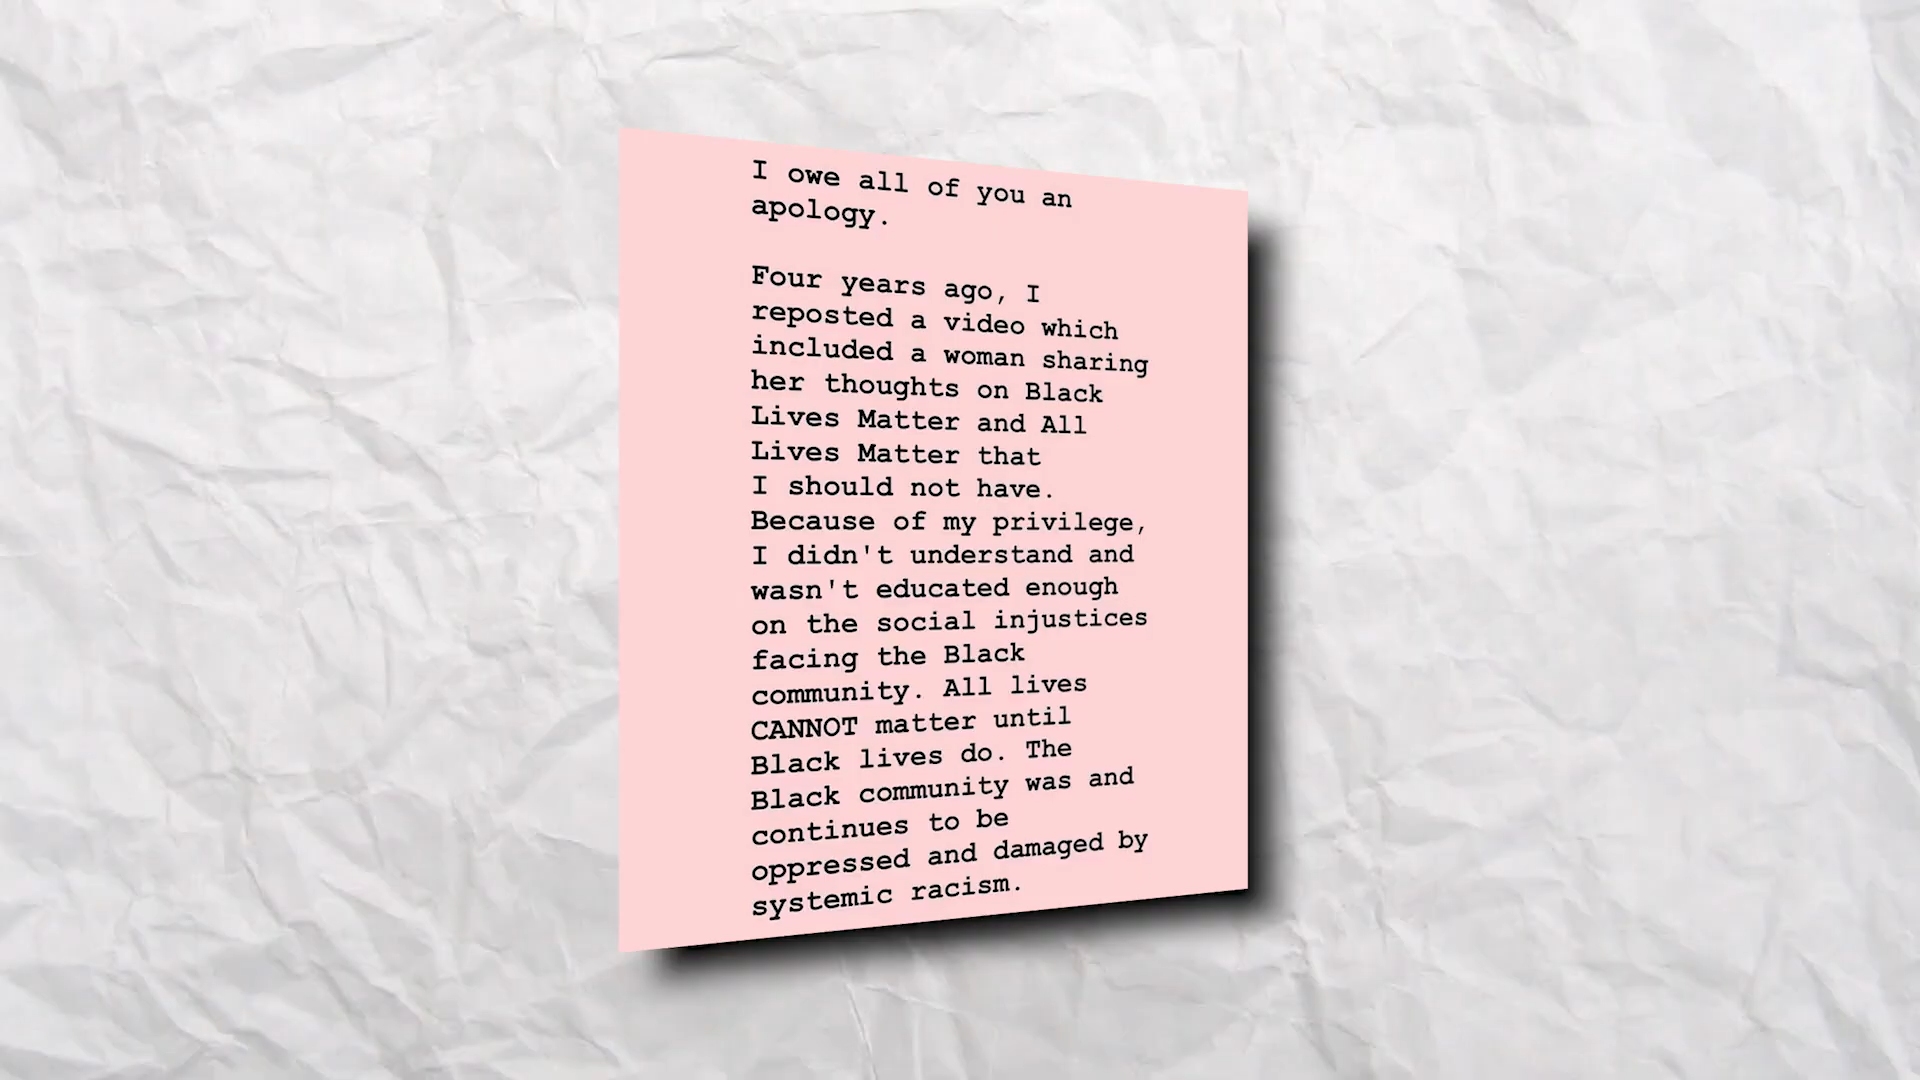 I owe all of you an
apology.
Four years ago, I
reposted a video which
included a woman sharing
her thoughts on Black
Lives Matter and All
Lives Matter that
I should not have.
Because of my privilege,
I didn't understand and
wasn't educated enough
on the social injustices
facing the Black
community. All lives
CANNOT matter until
Black lives do. The
Black community was and
continues to be
oppressed and damaged by
systemic racism.